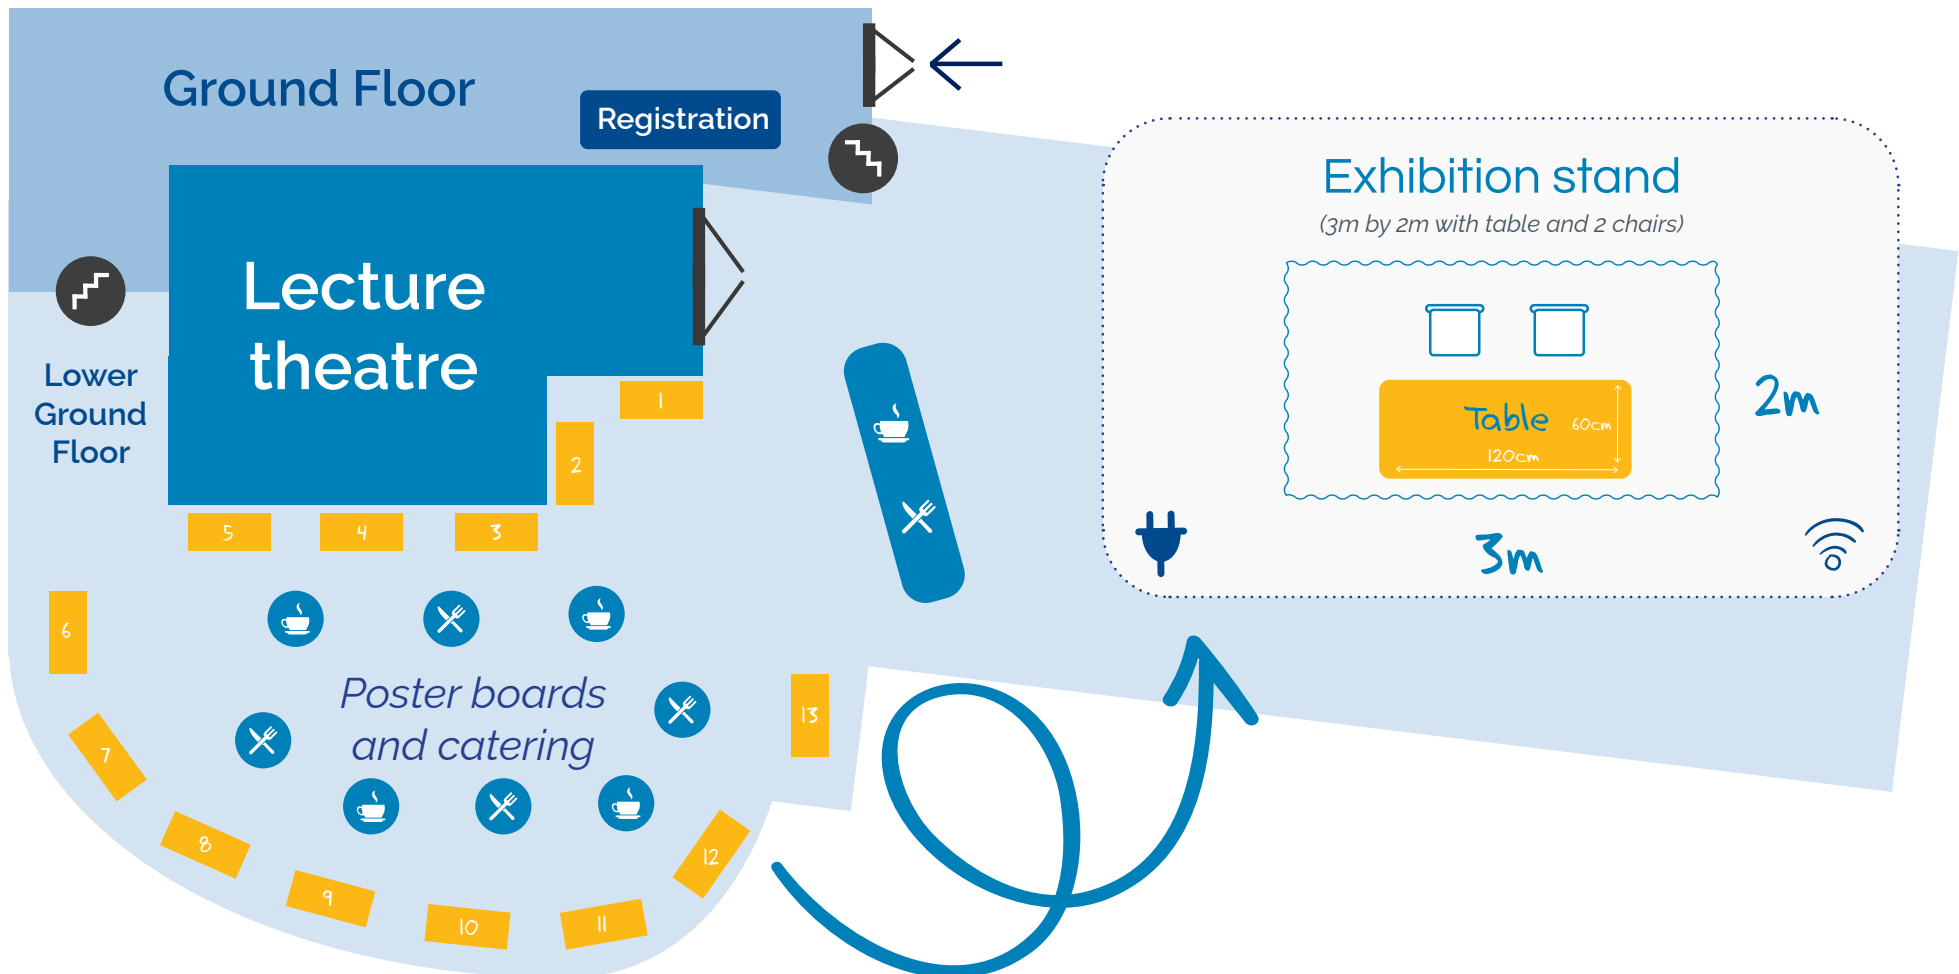 Ground Floor
Registration
Lecture
theatre
Lower
Ground
Floor
1
2
5
4
3
6
7
8
9
10
11
12
13
Poster boards
and catering
Exhibition stand
(3m by 2m with table and 2 chairs)
Table
60cm
120cm
2m
3m